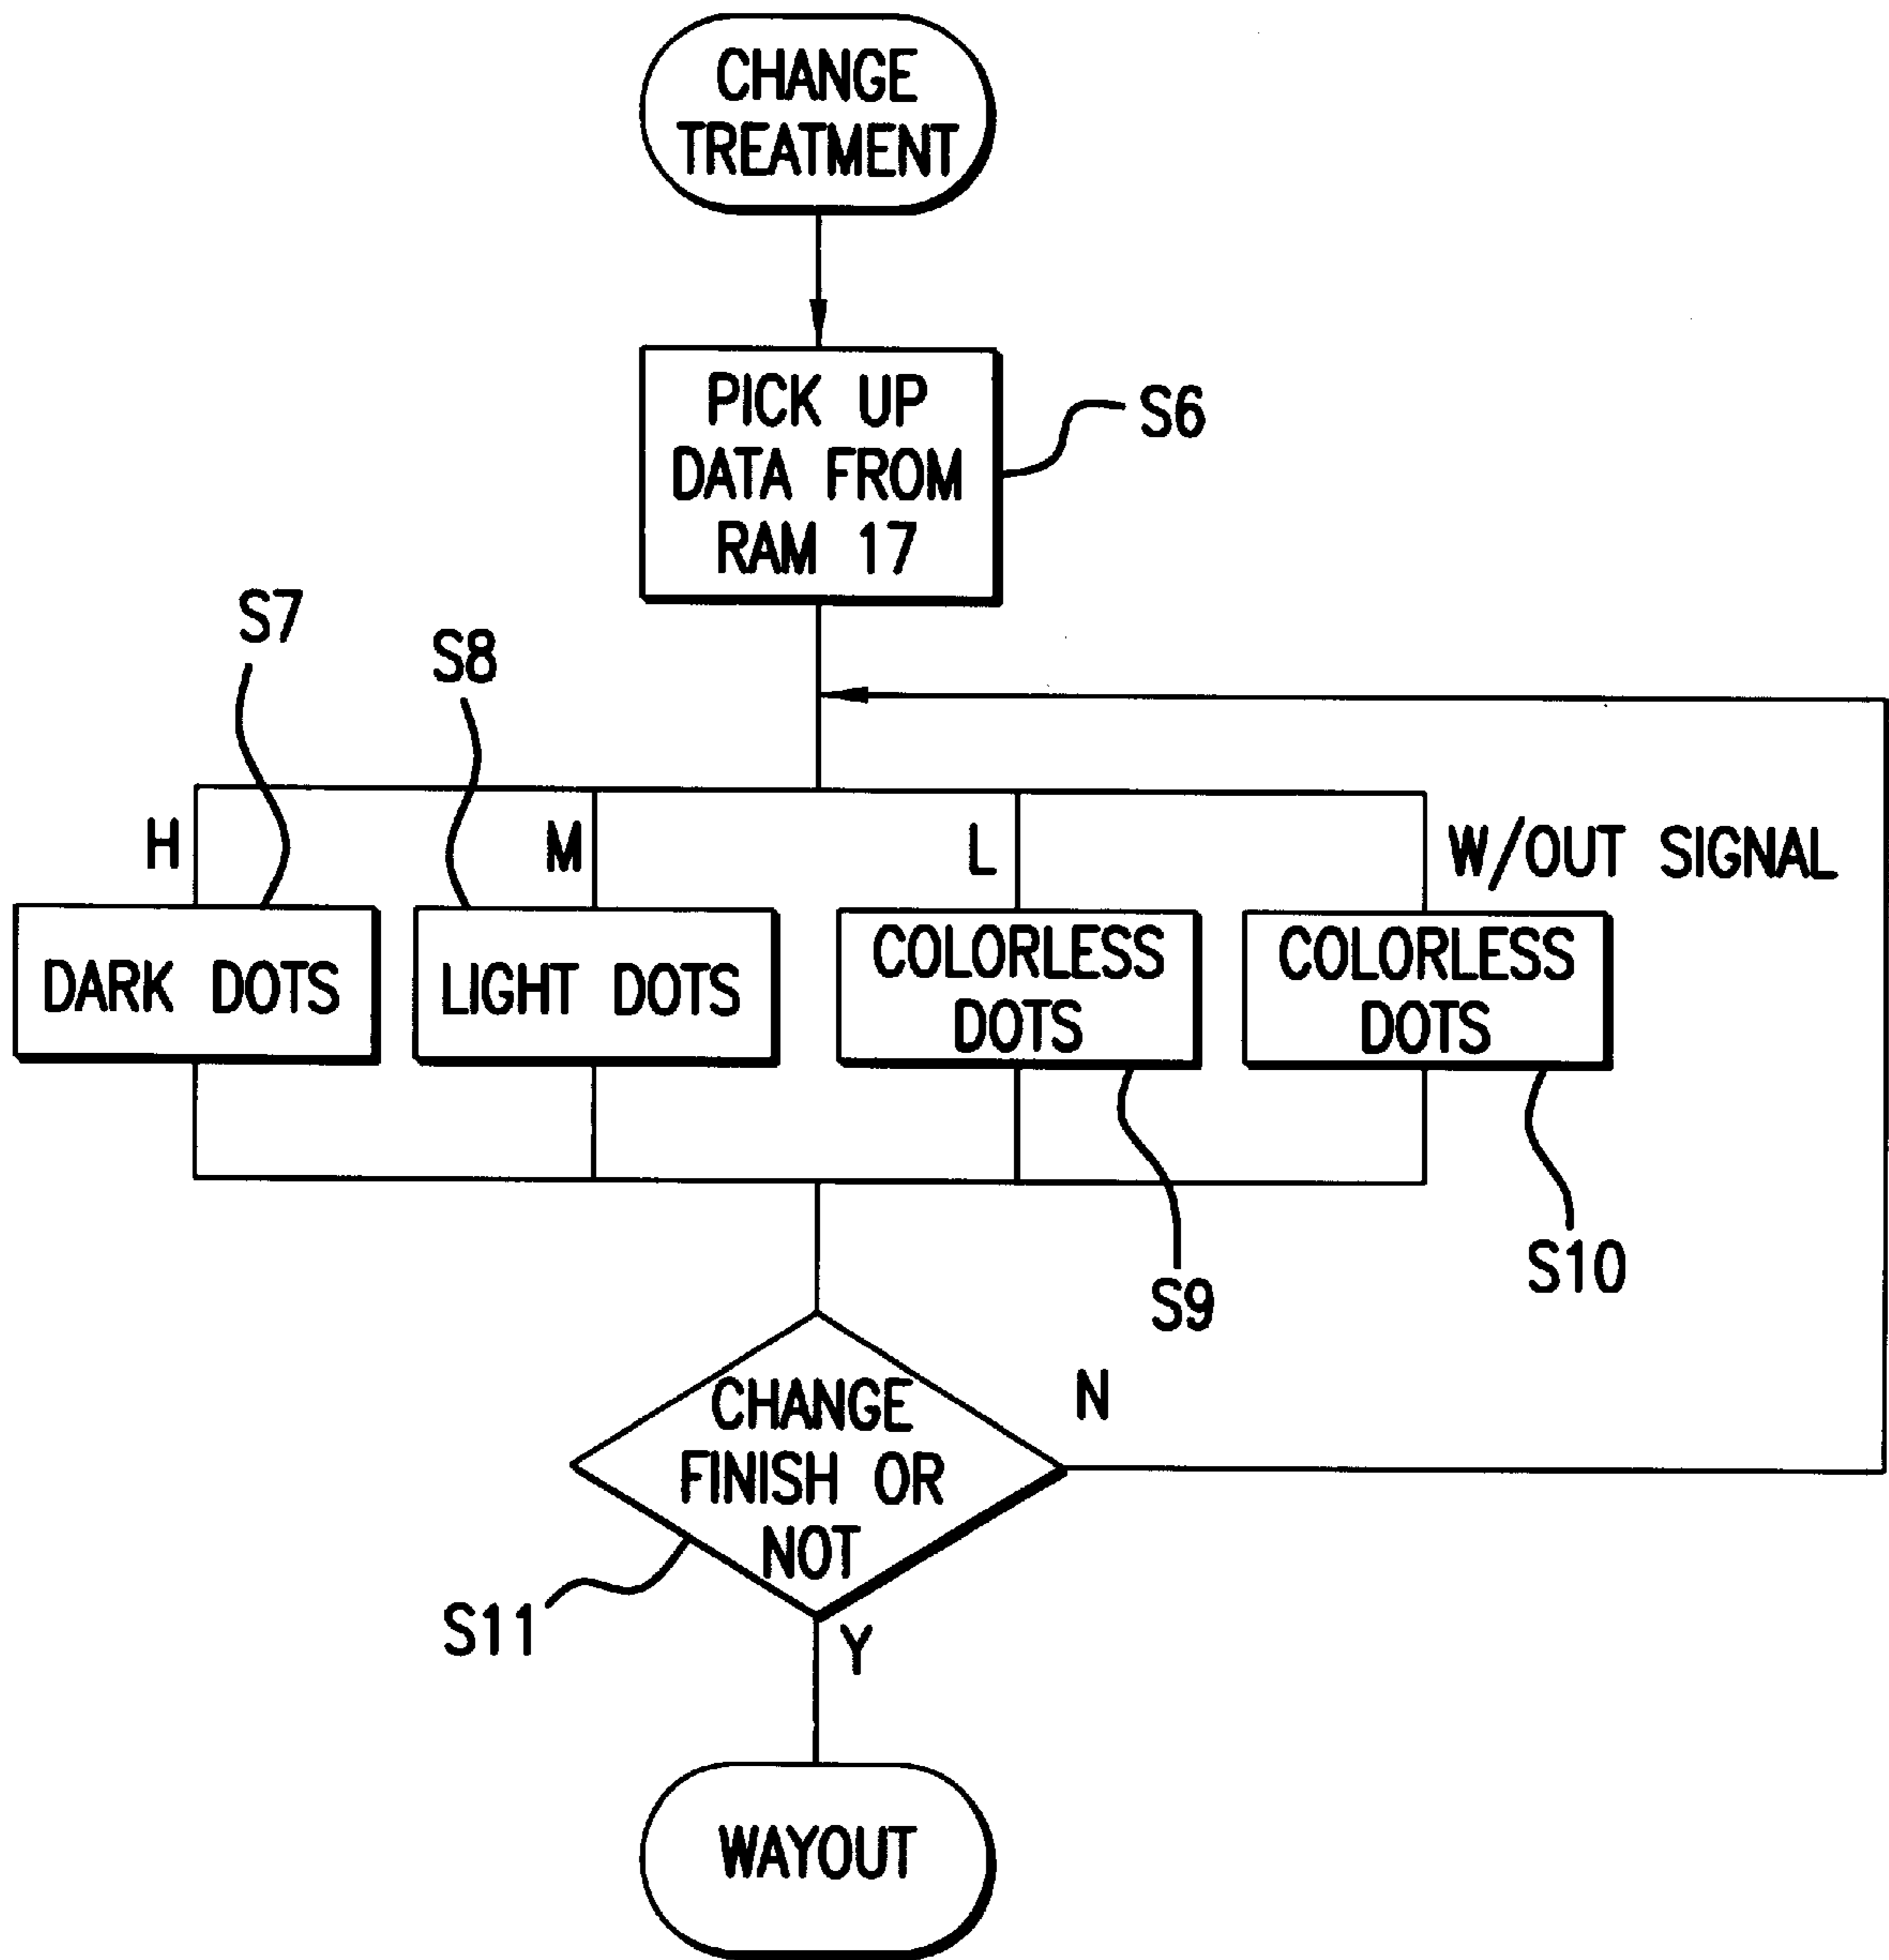 CHANGE
TREATMENT
PICK UP
DATA FROM
RAM 17
S6
S7
S8
H
M
L
W/OUT SIGNAL
DARK DOTS
LIGHT DOTS
COLORLESS
DOTS
COLORLESS
DOTS
S9
S10
CHANGE
FINISH OR
NOT
N
S11
Y
WAYOUT